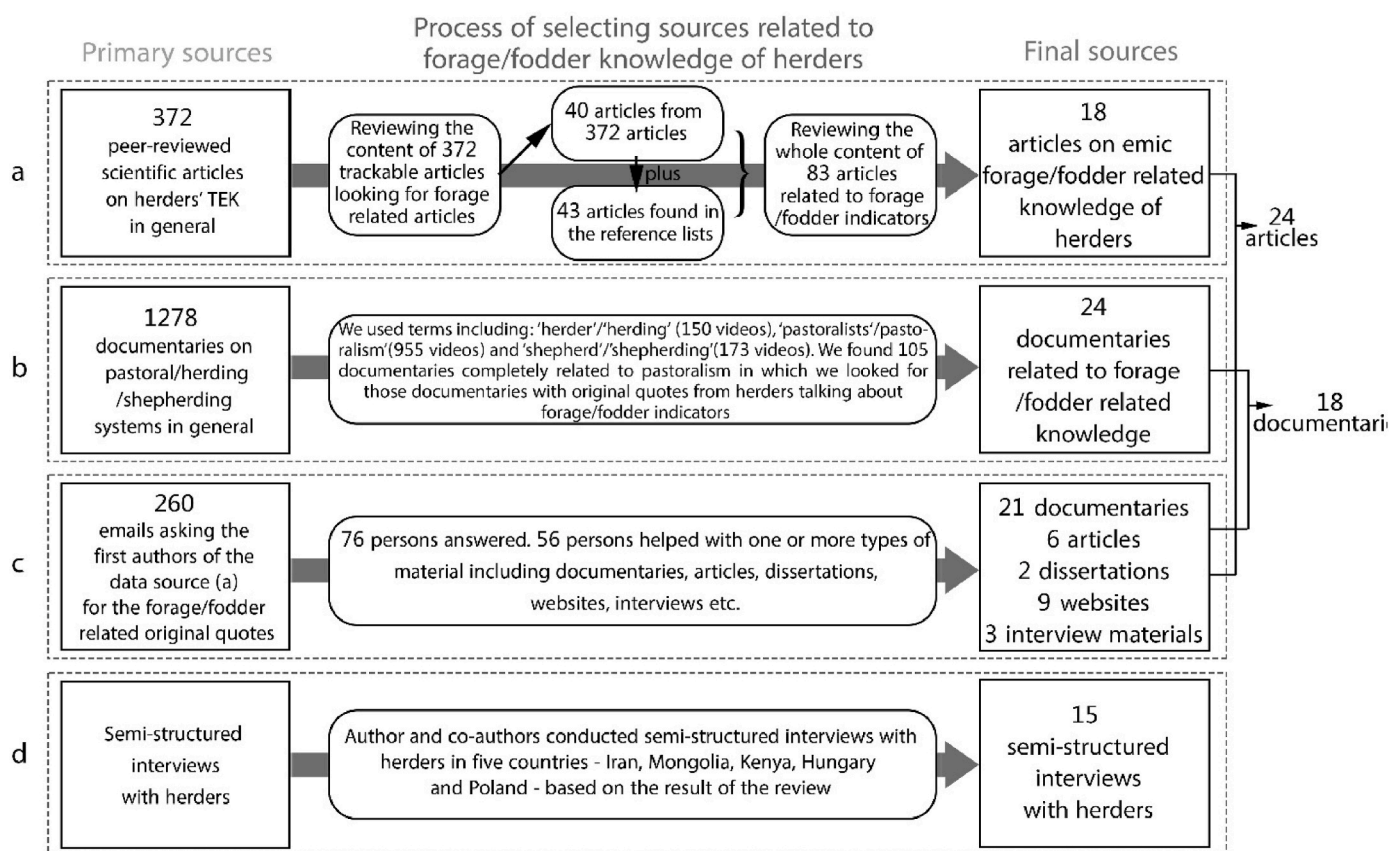 Primary sources
Process of selecting sources related to
forage/fodder knowledge of herders
Final sources
a
372
peer-reviewed
scientific articles
on herders' TEK
in general
Reviewing the
content of 372
trackable articles
looking for forage
related articles
40 articles from
372 articles
plus
43 articles found in
the reference lists
Reviewing the
whole content of
83 articles
related to forage
/fodder indicators
18
articles on emic
forage/fodder related
knowledge of
herders
24
articles
b
1278
documentaries on
pastoral/herding
/shepherding
systems in general
We used terms including: 'herder'/'herding' (150 videos), 'pastoralists'/pasto-
ralism'(955 videos) and 'shepherd'/'shepherding'(173 videos). We found 105
documentaries completely related to pastoralism in which we looked for
those documentaries with original quotes from herders talking about
forage/fodder indicators
24
documentaries
related to forage
/fodder related
knowledge
18
documentari
c
260
emails asking the
first authors of the
data source (a)
for the forage/fodder
related original quotes
76 persons answered. 56 persons helped with one or more types of
material including documentaries, articles, dissertations,
websites, interviews etc.
21 documentaries
6 articles
2 dissertations
9 websites
3 interview materials
d
Semi-structured
interviews
with herders
Author and co-authors conducted semi-structured interviews with
herders in five countries - Iran, Mongolia, Kenya, Hungary
and Poland - based on the result of the review
15
semi-structured
interviews
with herders